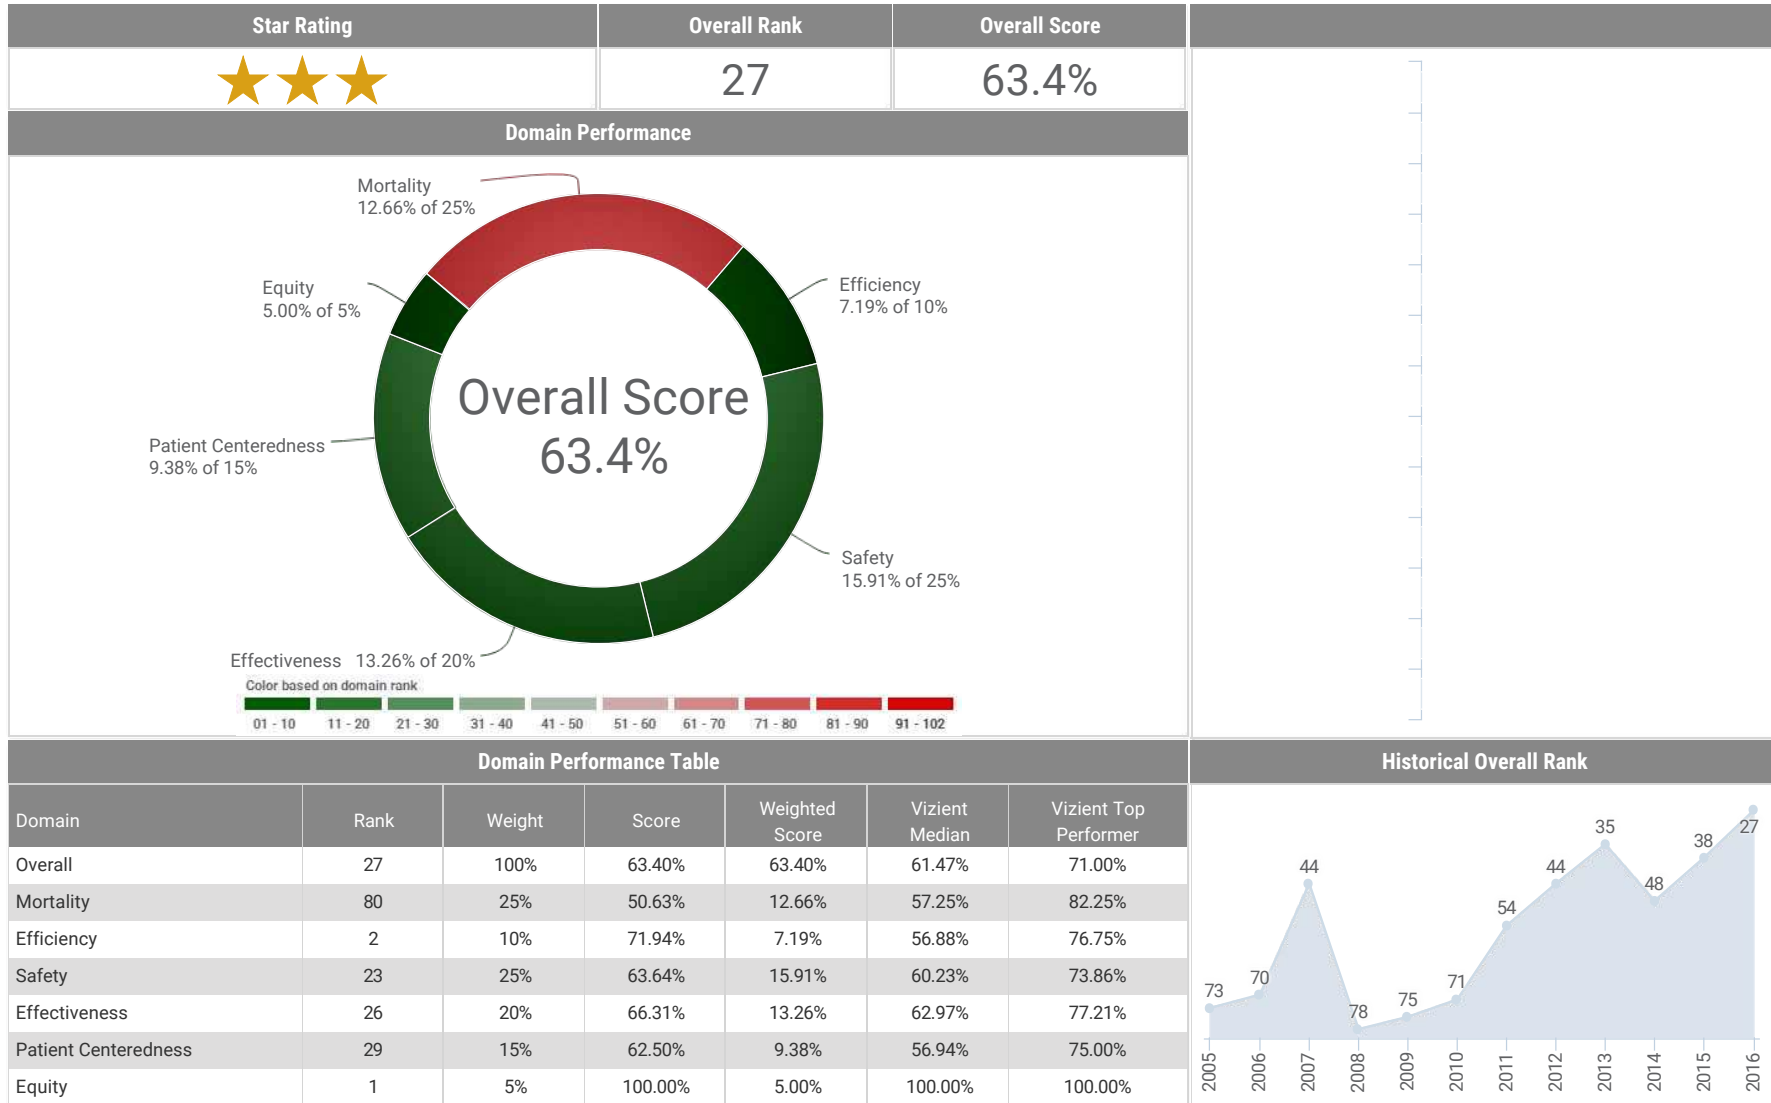 Star Rating
Overall Rank
Overall Score
27
63.4%
Domain Performance
Mortality
12.66% of 25%
Equity
5.00% of 5%
Efficiency
7.19% of 10%
Overall Score
63.4%
Patient Centeredness
9.38% of 15%
Safety
15.91% of 25%
Effectiveness 13.26% of 20%
Color based on domain rank
01 - 10 11 - 20 21 - 30 31 - 40 41 - 50 51 - 60 61 - 70 71 - 80 81 - 90 91 - 102
Domain Performance Table
Domain Rank Weight Score Weighted Score Vizient Median Vizient Top Performer
Overall 27 100% 63.40% 63.40% 61.47% 71.00%
Mortality 80 25% 50.63% 12.66% 57.25% 82.25%
Efficiency 2 10% 71.94% 7.19% 56.88% 76.75%
Safety 23 25% 63.64% 15.91% 60.23% 73.86%
Effectiveness 26 20% 66.31% 13.26% 62.97% 77.21%
Patient Centeredness 29 15% 62.50% 9.38% 56.94% 75.00%
Equity 1 5% 100.00% 5.00% 100.00% 100.00%
Historical Overall Rank
73 70 44 78 75 71 54 44 35 48 38 27
2005 2006 2007 2008 2009 2010 2011 2012 2013 2014 2015 2016